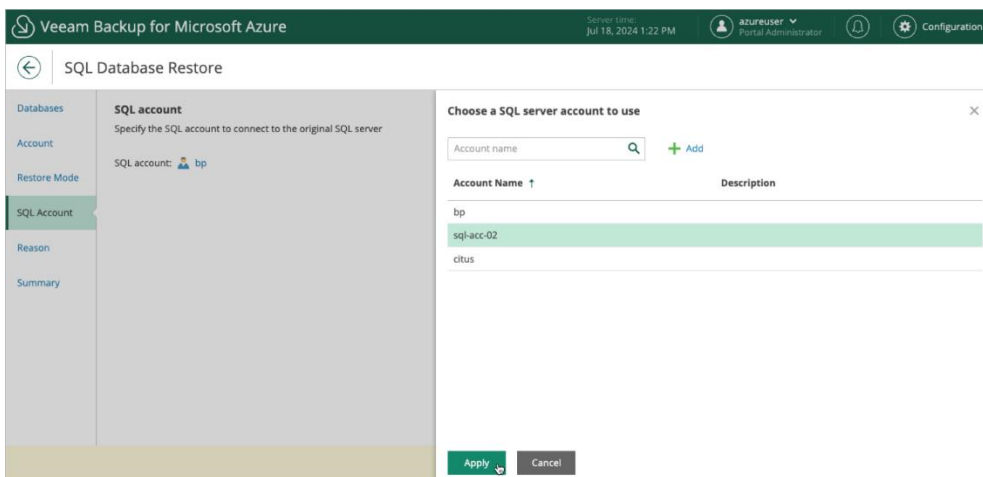 Veeam Backup for Microsoft Azure
Server time:
Jul 18, 2024 1:22 PM
azureuser
Portal Administrator
Configuration
SQL Database Restore
Databases
Account
Restore Mode
SQL Account
Reason
Summary
SQL account
Specify the SQL account to connect to the original SQL server
SQL account: bp
Choose a SQL server account to use
Account name
Add
Account Name ↑ Description
bp
sql-acc-02
citus
Apply Cancel